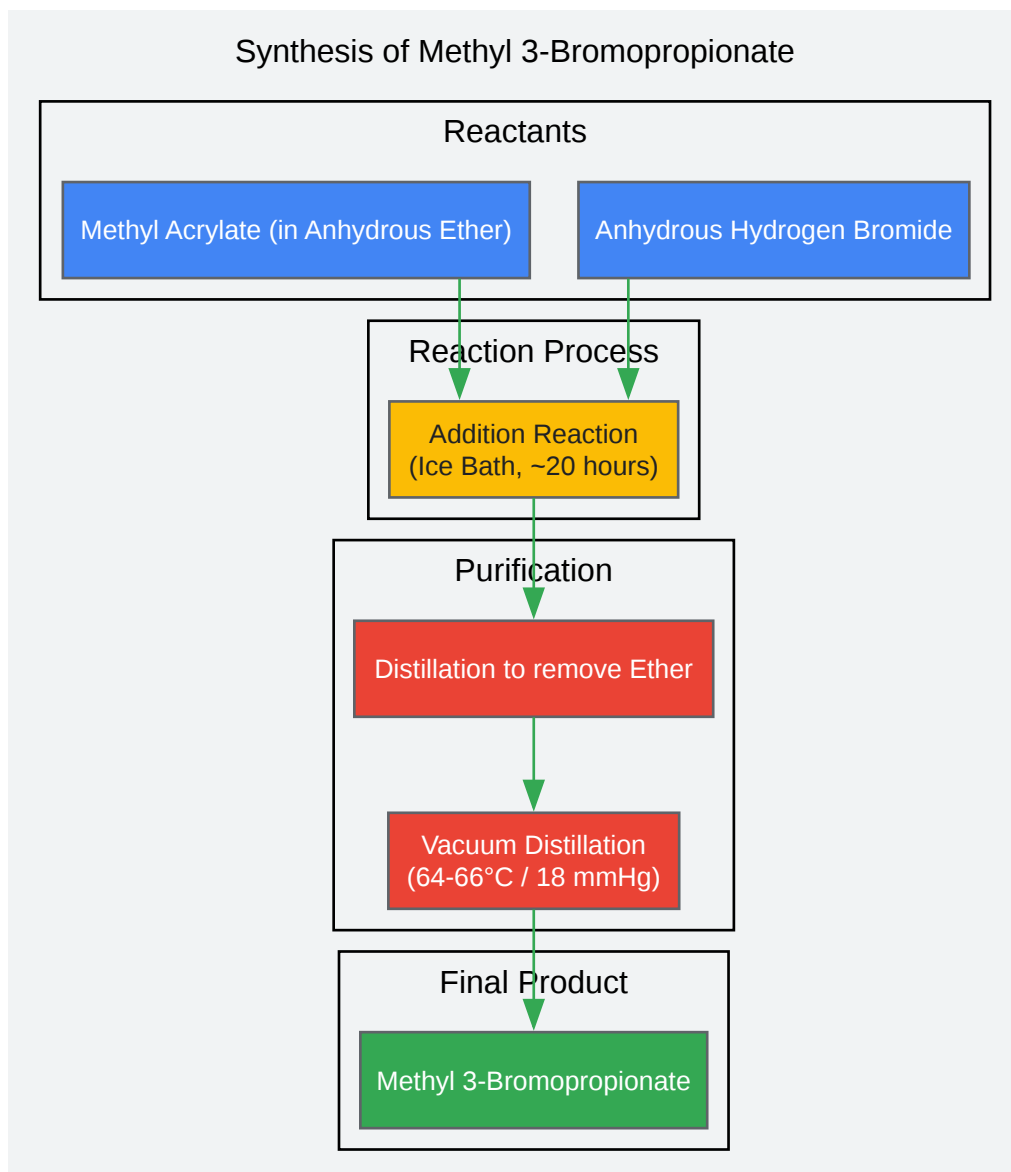 Synthesis of Methyl 3-Bromopropionate
Reactants
Methyl Acrylate (in Anhydrous Ether)
Anhydrous Hydrogen Bromide
Reaction Process
Addition Reaction
(Ice Bath, ~20 hours)
Purification
Distillation to remove Ether
Vacuum Distillation
(64-66°C / 18 mmHg)
Final Product
Methyl 3-Bromopropionate